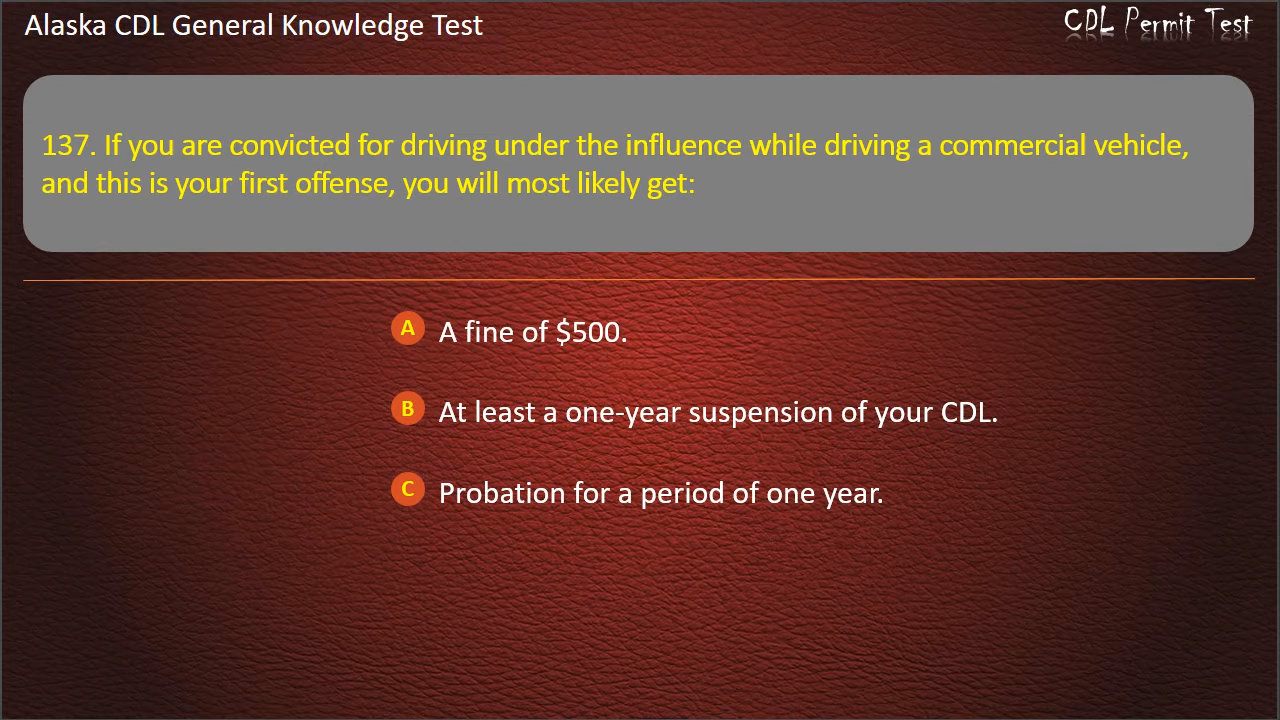 Alaska CDL General Knowledge Test
CDL Permit Test
137. If you are convicted for driving under the influence while driving a commercial vehicle,
and this is your first offense, you will most likely get:
A A fine of $500.
B At least a one-year suspension of your CDL.
C Probation for a period of one year.